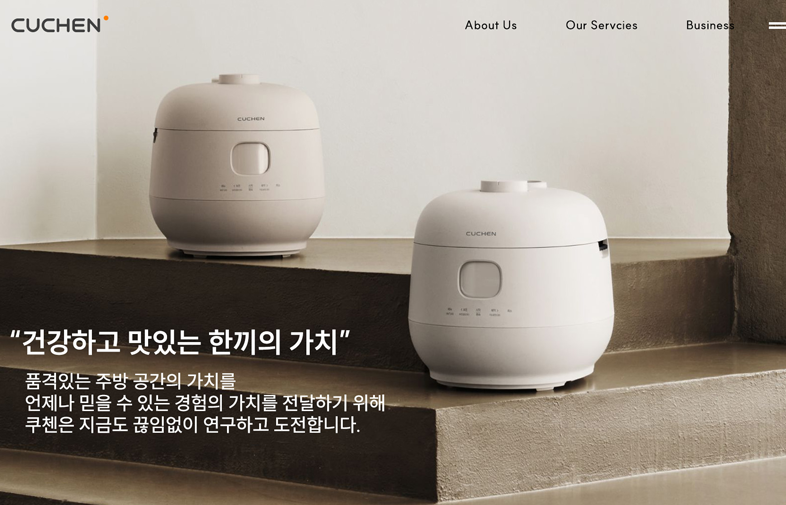 CUCHEN
About Us
Our Servcies
Business
CUCHEN
CUCHEN
“건강하고 맛있는 한끼의 가치”
품격있는 주방 공간의 가치를
언제나 믿을 수 있는 경험의 가치를 전달하기 위해
쿠첸은 지금도 끊임없이 연구하고 도전합니다.